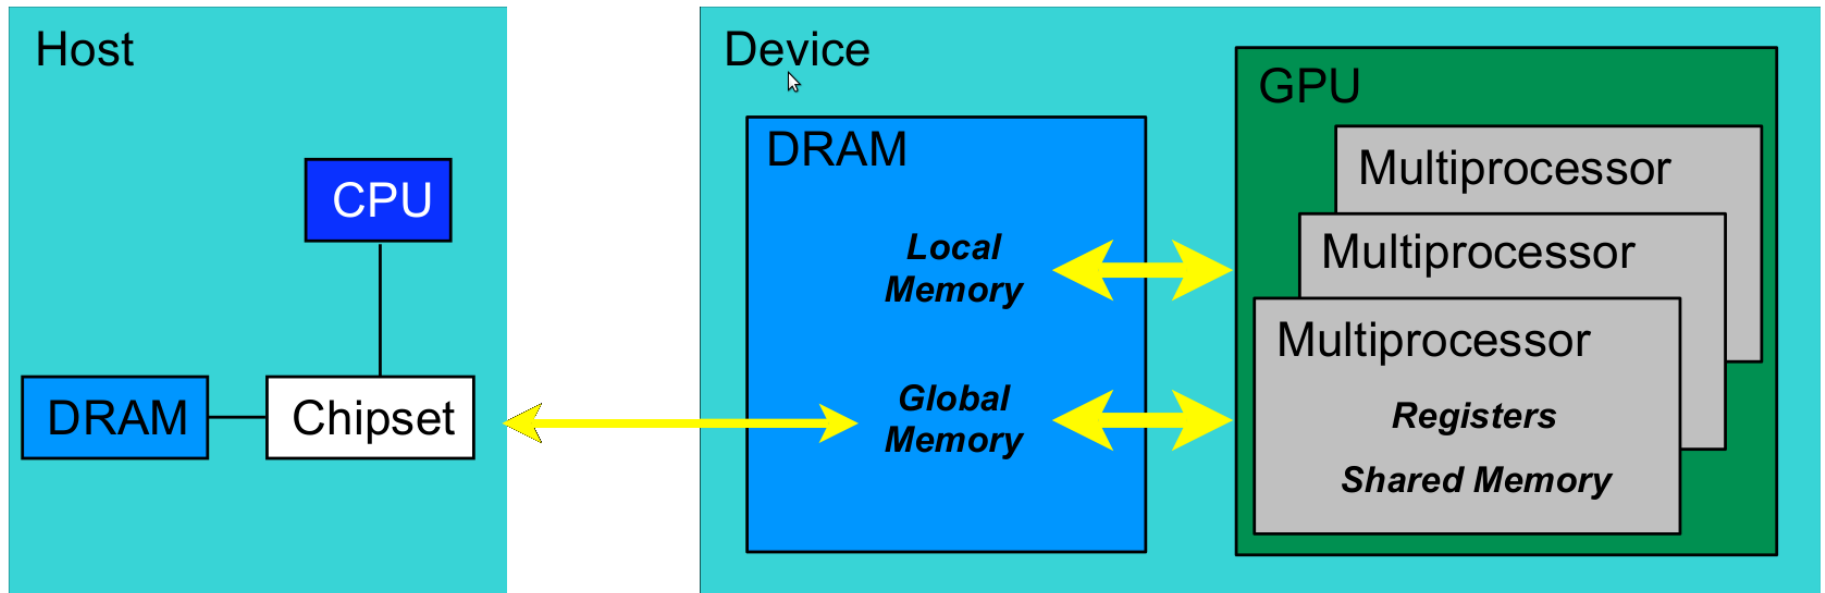 Host
CPU
DRAM
Chipset
Device
DRAM
Local
Memory
Global
Memory
GPU
Multiprocessor
Multiprocessor
Multiprocessor
Registers
Shared Memory